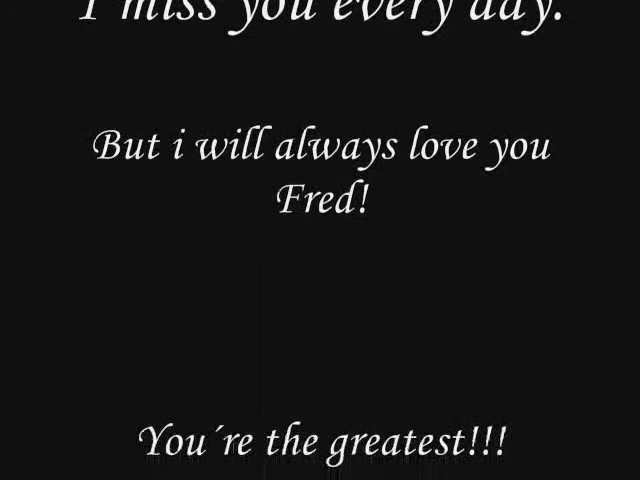 I miss you every day.
But i will always love you
Fred!
You´re the greatest!!!